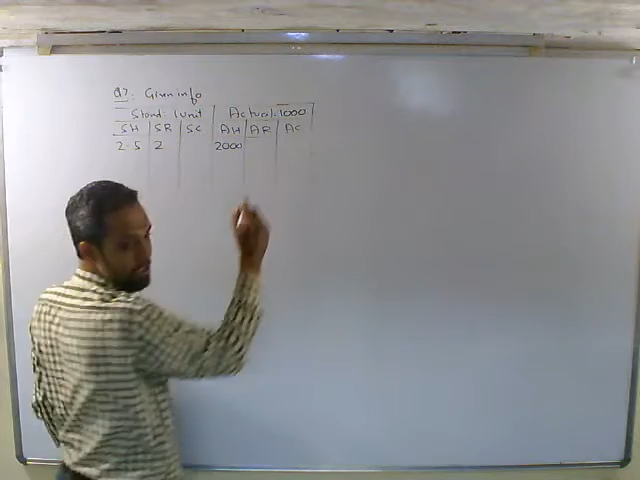 Q7: Given info
Stand: 1 unit Actual: 1000
SH SR SC AH AR AC
2.5 2 2000